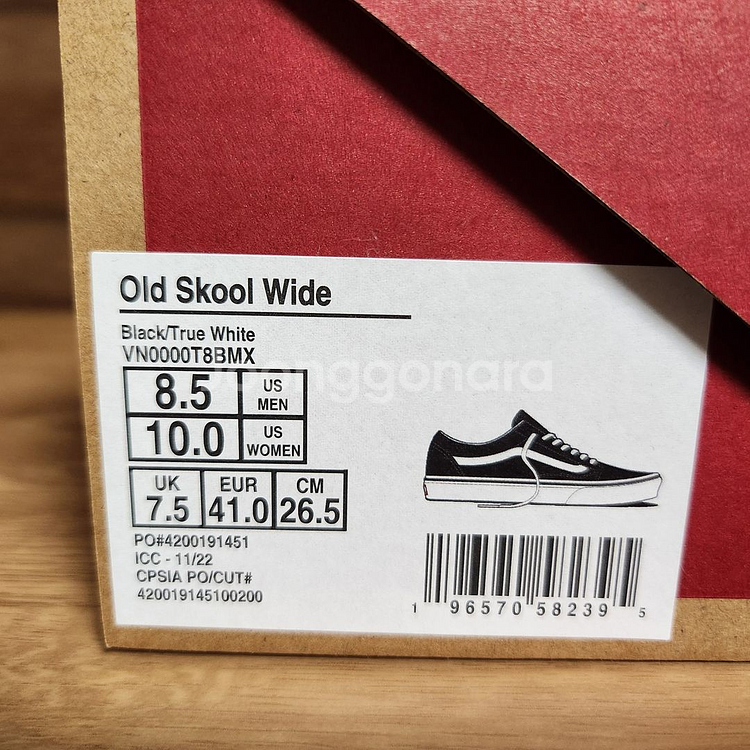 Old Skool Wide
Black/True White
VN0000T8BMX
joonggonara
8.5 US MEN
10.0 US WOMEN
UK EUR CM
7.5 41.0 26.5
PO#4200191451
ICC - 11/22
CPSIA PO/CUT#
420019145100200
1 96570 58239 5